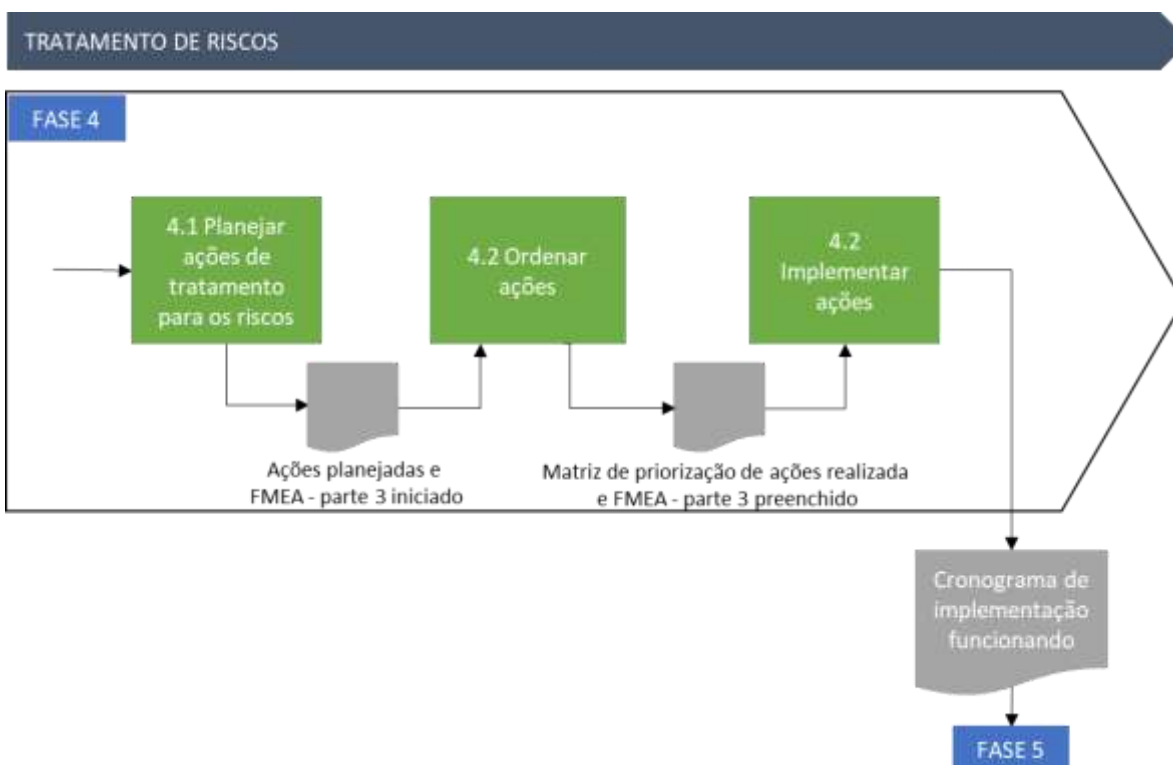 TRATAMENTO DE RISCOS
FASE 4
4.1 Planejar
ações de
tratamento
para os riscos
4.2 Ordenar
ações
4.2
Implementar
ações
Ações planejadas e
FMEA - parte 3 iniciado
Matriz de priorização de ações realizada
e FMEA - parte 3 preenchido
Cronograma de
implementação
funcionando
FASE 5